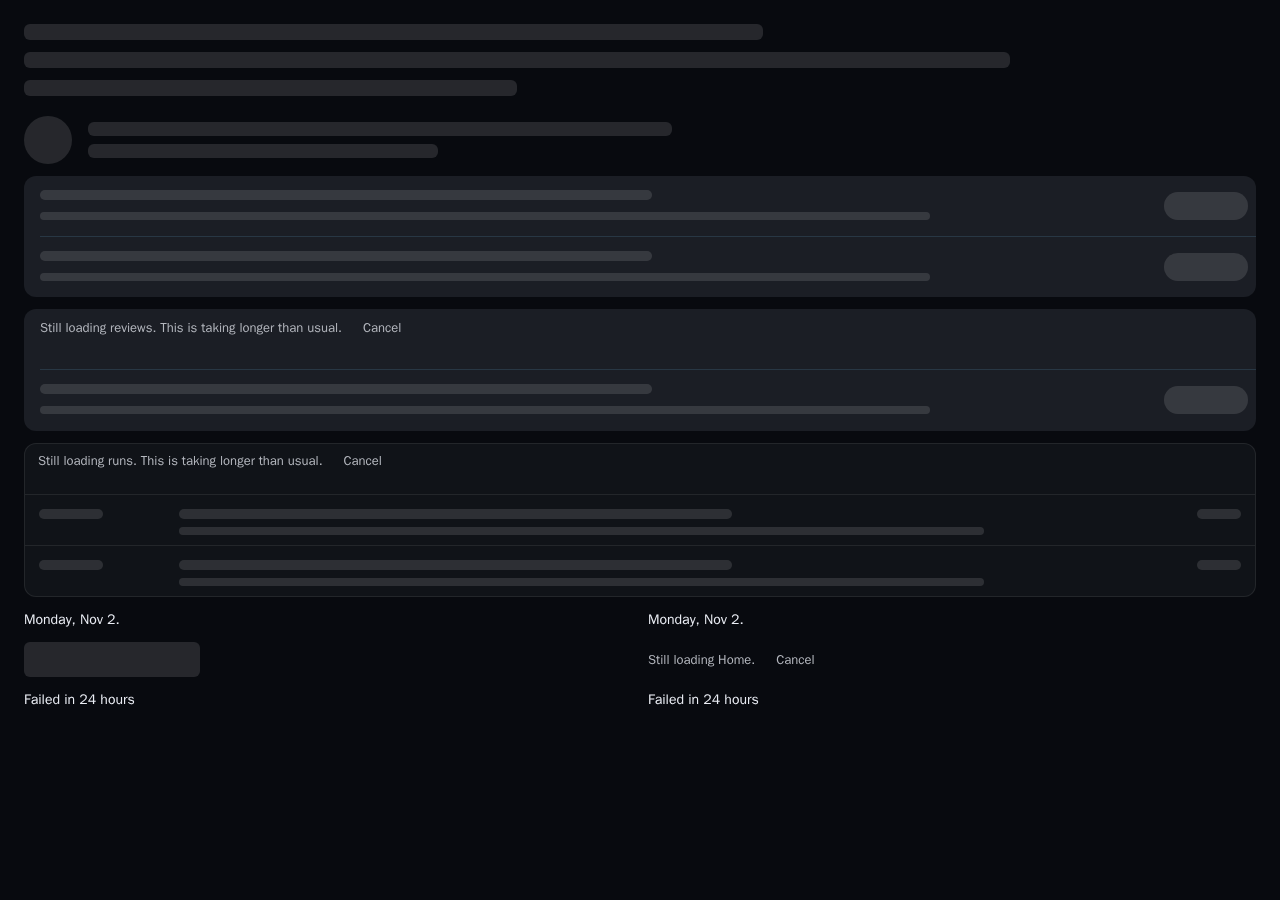 Still loading reviews. This is taking longer than usual. Cancel
Still loading runs. This is taking longer than usual. Cancel
Monday, Nov 2.
Failed in 24 hours
Monday, Nov 2.
Still loading Home. Cancel
Failed in 24 hours